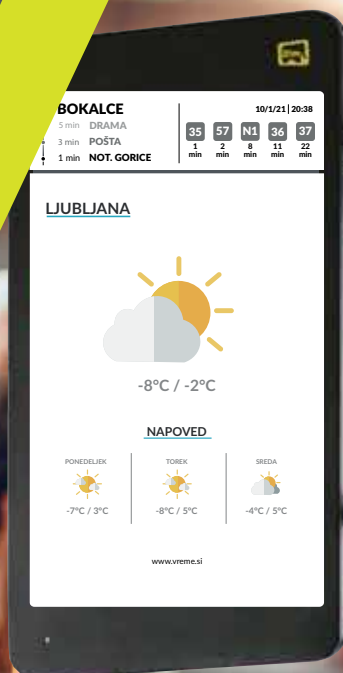 BOKALCE
10/1/21 | 20:38
5 min DRAMA
3 min POŠTA
1 min NOT. GORICE
35 57 N1 36 37
1 2 8 11 22
min min min min min
LJUBLJANA
-8°C / -2°C
NAPOVED
PONEDELJEK TOREK SREDA
-7°C / 3°C -8°C / 5°C -4°C / 5°C
www.vreme.si